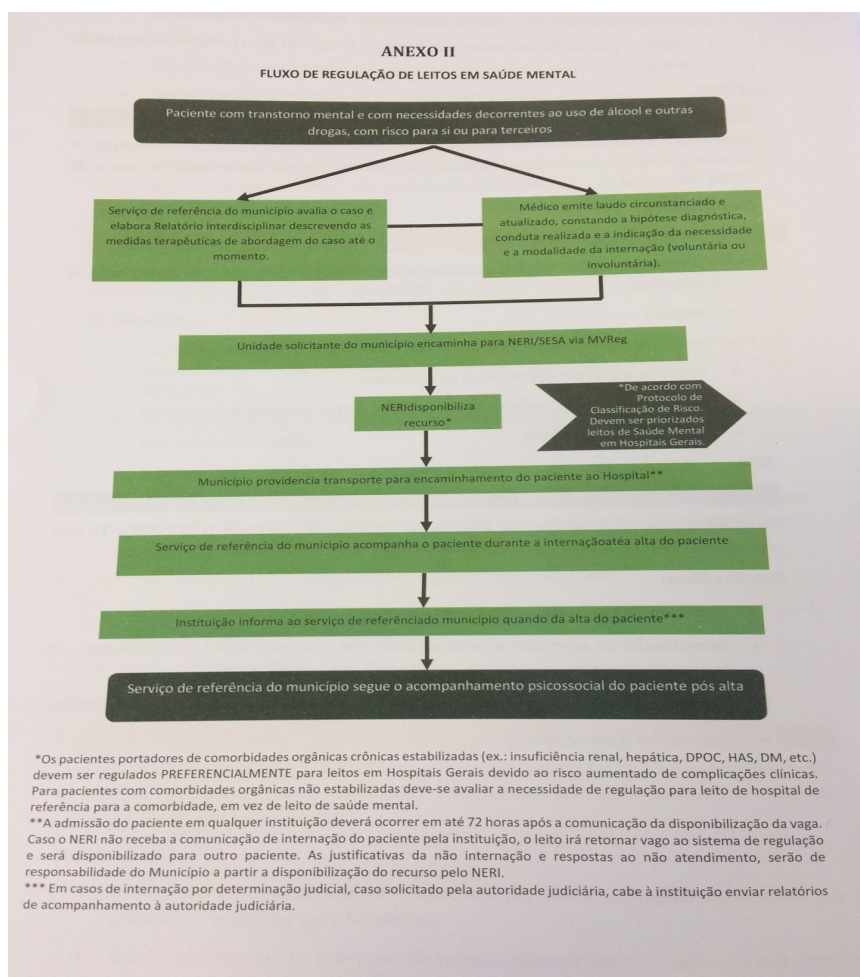 ANEXO II
FLUXO DE REGULAÇÃO DE LEITOS EM SAÚDE MENTAL
Paciente com transtorno mental e com necessidades decorrentes ao uso de álcool e outras
drogas, com risco para si ou para terceiros
Serviço de referência do município avalia o caso e
elabora Relatório interdisciplinar descrevendo as
medidas terapêuticas de abordagem do caso até o
momento.
Médico emite laudo circunstanciado e
atualizado, constando a hipótese diagnóstica,
conduta realizada e a indicação da necessidade
e a modalidade da internação (voluntária ou
involuntária).
Unidade solicitante do município encaminha para NERI/SESA via MVReg
NERIdisponibiliza
recurso*
*De acordo com
Protocolo de
Classificação de Risco.
Devem ser priorizados
leitos de Saúde Mental
em Hospitais Gerais.
Município providencia transporte para encaminhamento do paciente ao Hospital**
Serviço de referência do município acompanha o paciente durante a internaçãoatéa alta do paciente
Instituição informa ao serviço de referênciado município quando da alta do paciente***
Serviço de referência do município segue o acompanhamento psicossocial do paciente pós alta
*Os pacientes portadores de comorbidades orgânicas crônicas estabilizadas (ex.: insuficiência renal, hepática, DPOC, HAS, DM, etc.)
devem ser regulados PREFERENCIALMENTE para leitos em Hospitais Gerais devido ao risco aumentado de complicações clínicas.
Para pacientes com comorbidades orgânicas não estabilizadas deve-se avaliar a necessidade de regulação para leito de hospital de
referência para a comorbidade, em vez de leito de saúde mental.
**A admissão do paciente em qualquer instituição deverá ocorrer em até 72 horas após a comunicação da disponibilização da vaga.
Caso o NERI não receba a comunicação de internação do paciente pela instituição, o leito irá retornar vago ao sistema de regulação
e será disponibilizado para outro paciente. As justificativas da não internação e respostas ao não atendimento, serão de
responsabilidade do Município a partir a disponibilização do recurso pelo NERI.
*** Em casos de internação por determinação judicial, caso solicitado pela autoridade judiciária, cabe à instituição enviar relatórios
de acompanhamento à autoridade judiciária.